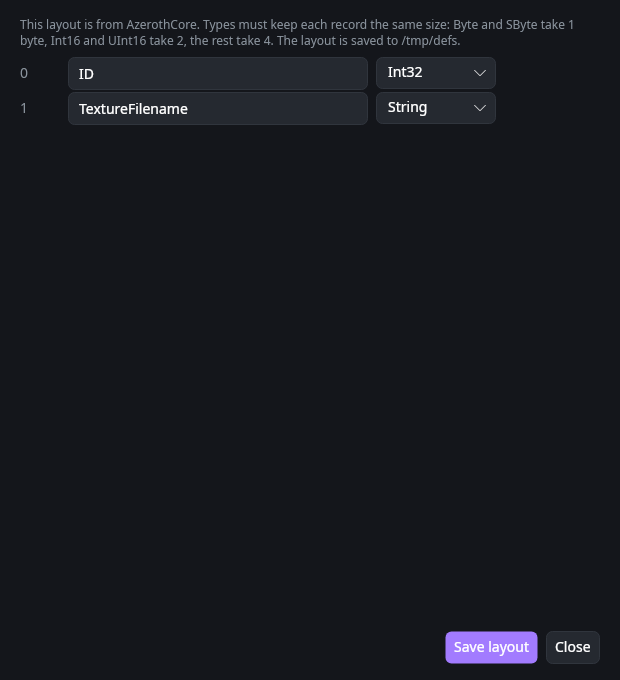 This layout is from AzerothCore. Types must keep each record the same size: Byte and SByte take 1
byte, Int16 and UInt16 take 2, the rest take 4. The layout is saved to /tmp/defs.
0 ID Int32
1 TextureFilename String
Save layout Close